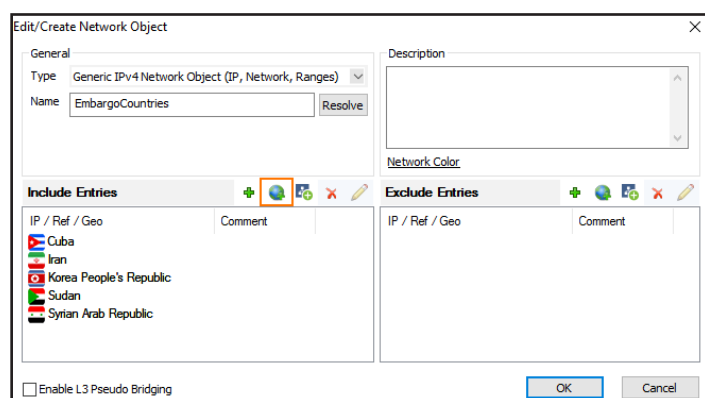 Edit/Create Network Object
General
Type Generic IPv4 Network Object (IP, Network, Ranges)
Name EmbargoCountries Resolve
Description
Network Color
Include Entries
IP / Ref / Geo Comment
Cuba
Iran
Korea People's Republic
Sudan
Syrian Arab Republic
Exclude Entries
IP / Ref / Geo Comment
Enable L3 Pseudo Bridging
OK Cancel